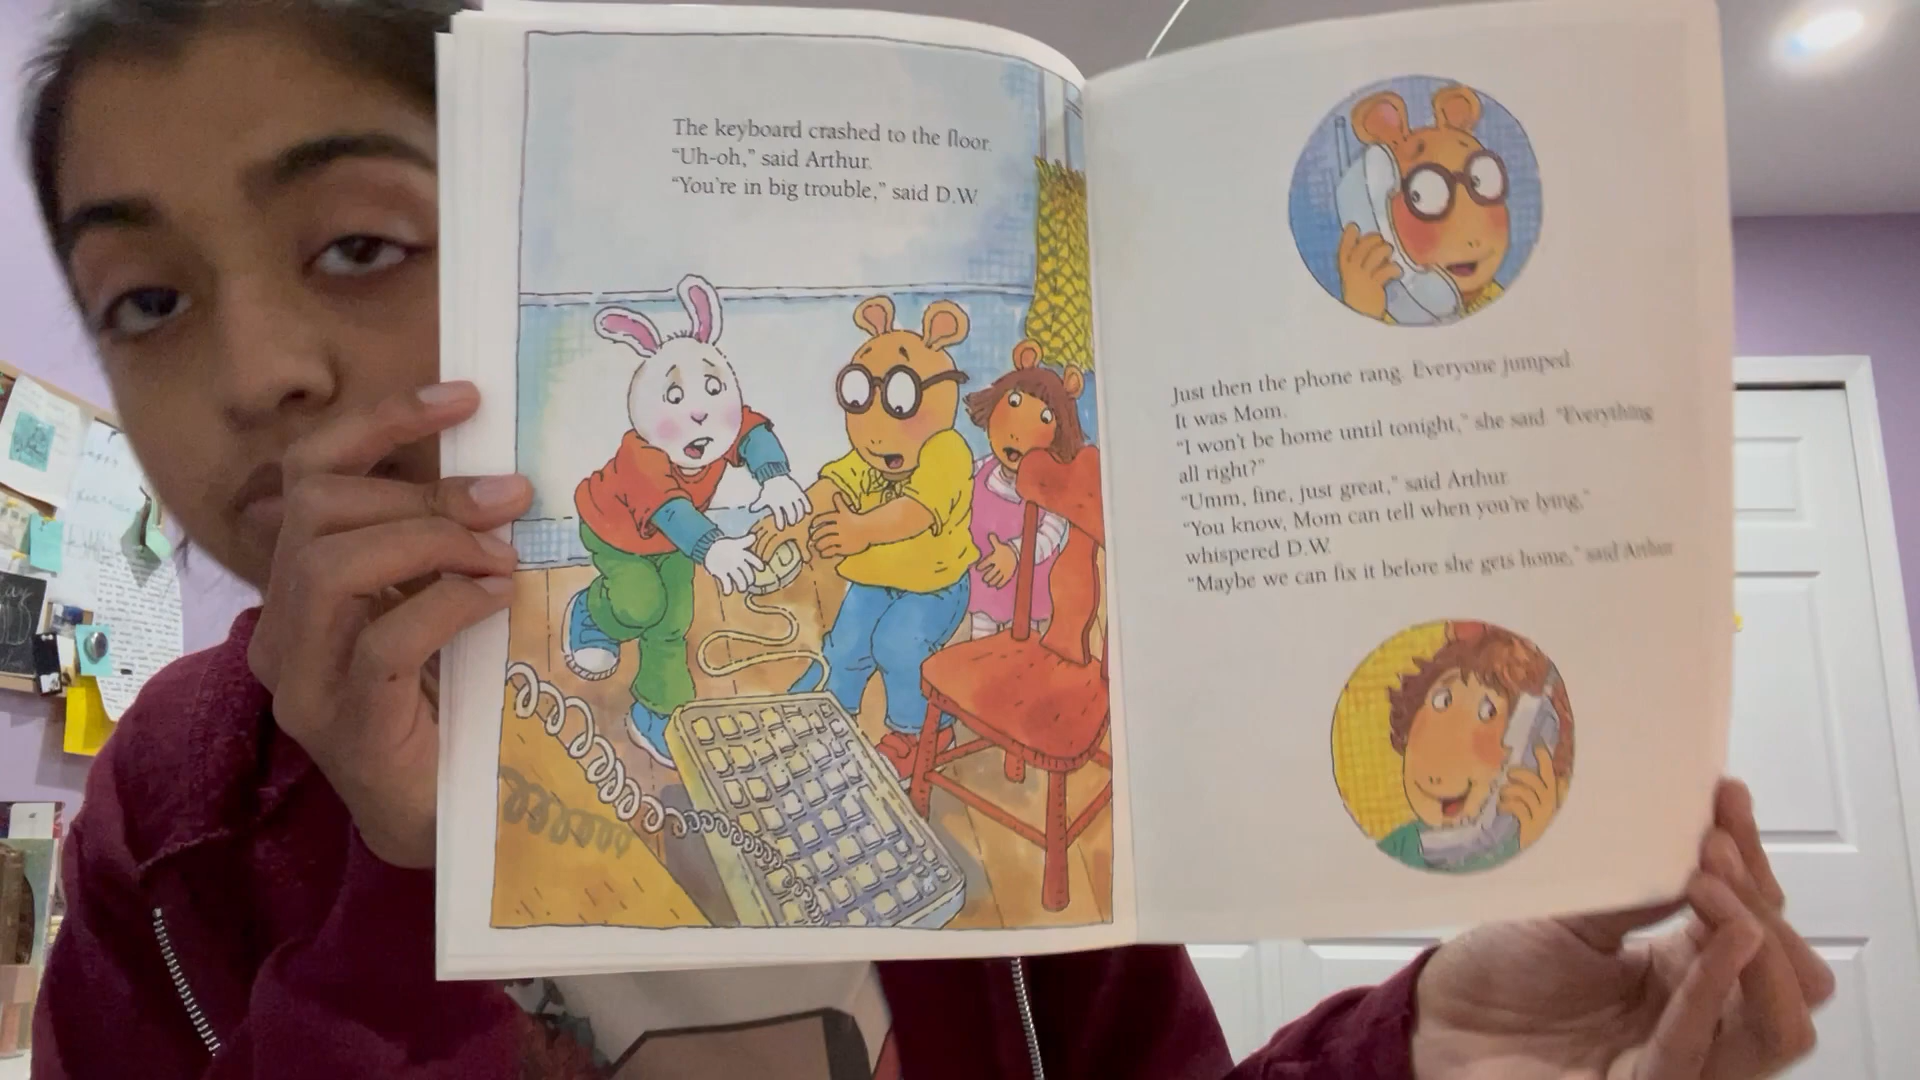 The keyboard crashed to the floor.
“Uh-oh,” said Arthur.
“You’re in big trouble,” said D.W.
Just then the phone rang. Everyone jumped.
It was Mom.
“I won’t be home until tonight,” she said. “Everything
all right?”
“Umm, fine, just great,” said Arthur.
“You know, Mom can tell when you’re lying,”
whispered D.W.
“Maybe we can fix it before she gets home,” said Arthur.